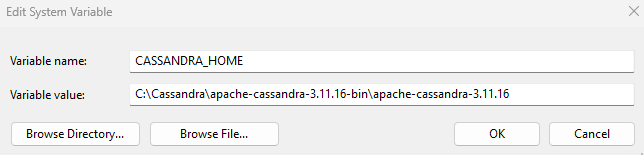 Edit System Variable
Variable name: CASSANDRA_HOME
Variable value: C:\Cassandra\apache-cassandra-3.11.16-bin\apache-cassandra-3.11.16
Browse Directory... Browse File... OK Cancel